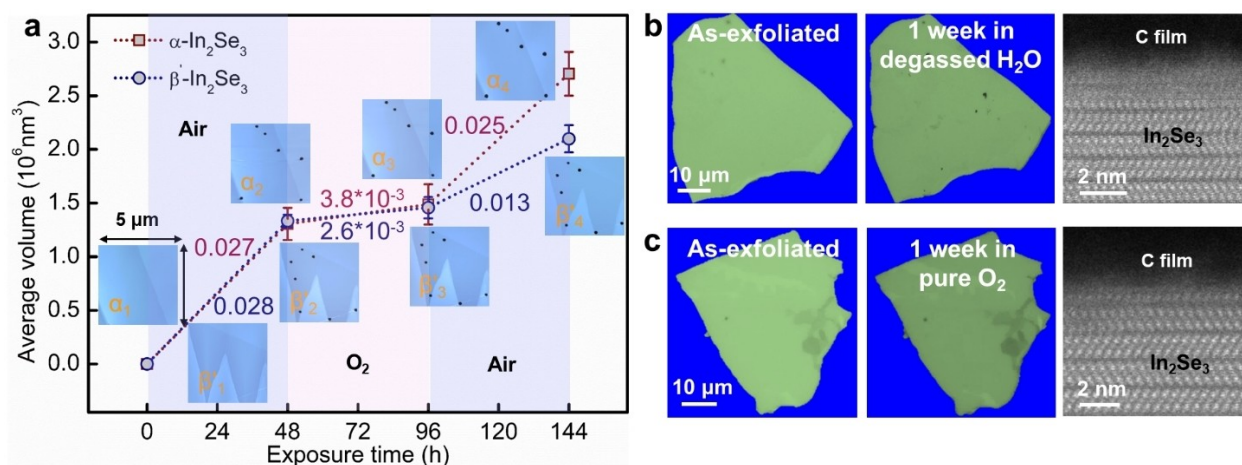 a
α-In₂Se₃
β′-In₂Se₃
Average volume (10⁶nm³)
3.0
2.5
2.0
1.5
1.0
0.5
0.0
Air
O₂
Air
5 μm
0.027
0.028
3.8*10⁻³
2.6*10⁻³
0.025
0.013
α₁
α₂
α₃
α₄
β′₁
β′₂
β′₃
β′₄
0 24 48 72 96 120 144
Exposure time (h)
b
As-exfoliated
10 μm
1 week in
degassed H₂O
C film
In₂Se₃
2 nm
c
As-exfoliated
10 μm
1 week in
pure O₂
C film
In₂Se₃
2 nm